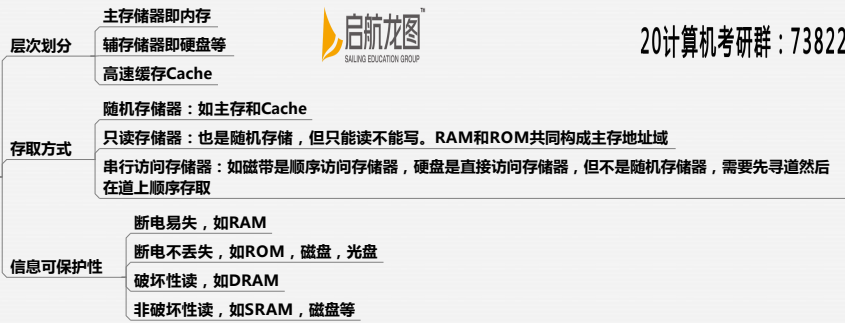 主存储器即内存
层次划分
辅存储器即硬盘等
高速缓存Cache
启航龙图
TM
SAILING EDUCATION GROUP
20计算机考研群：73822
随机存储器：如主存和Cache
存取方式
只读存储器：也是随机存储，但只能读不能写。RAM和ROM共同构成主存地址域
串行访问存储器：如磁带是顺序访问存储器，硬盘是直接访问存储器，但不是随机存储器，需要先寻道然后
在道上顺序存取
断电易失，如RAM
断电不丢失，如ROM，磁盘，光盘
信息可保护性
破坏性读，如DRAM
非破坏性读，如SRAM，磁盘等